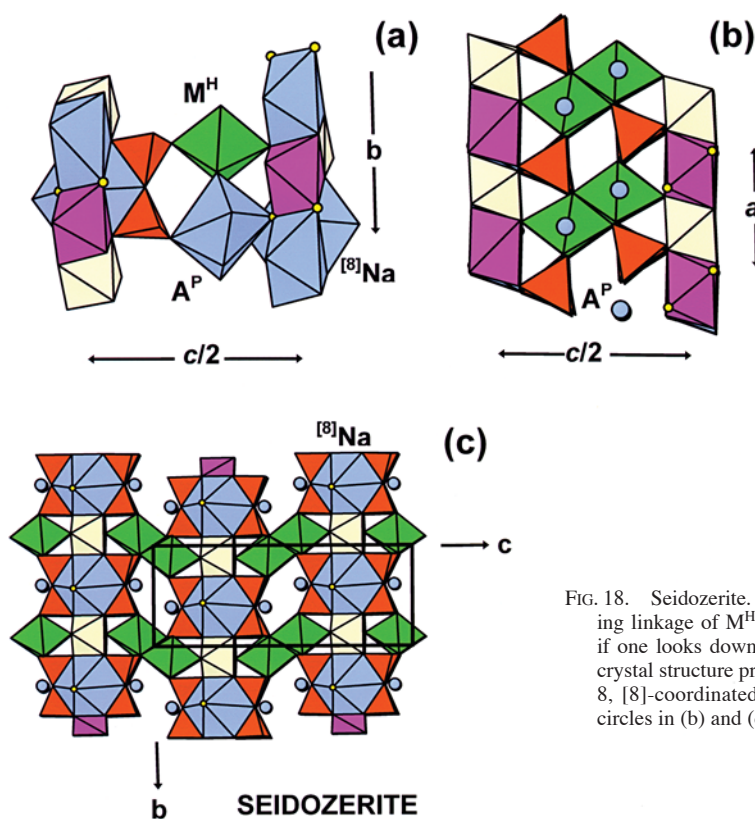 (a)
M^H
b
[8]Na
A^P
c/2
(b)
a
A^P
c/2
[8]Na
(c)
c
b
SEIDOZERITE
FIG. 18. Seidozerite.
ing linkage of M^H
if one looks down
crystal structure pr
8, [8]-coordinated
circles in (b) and (